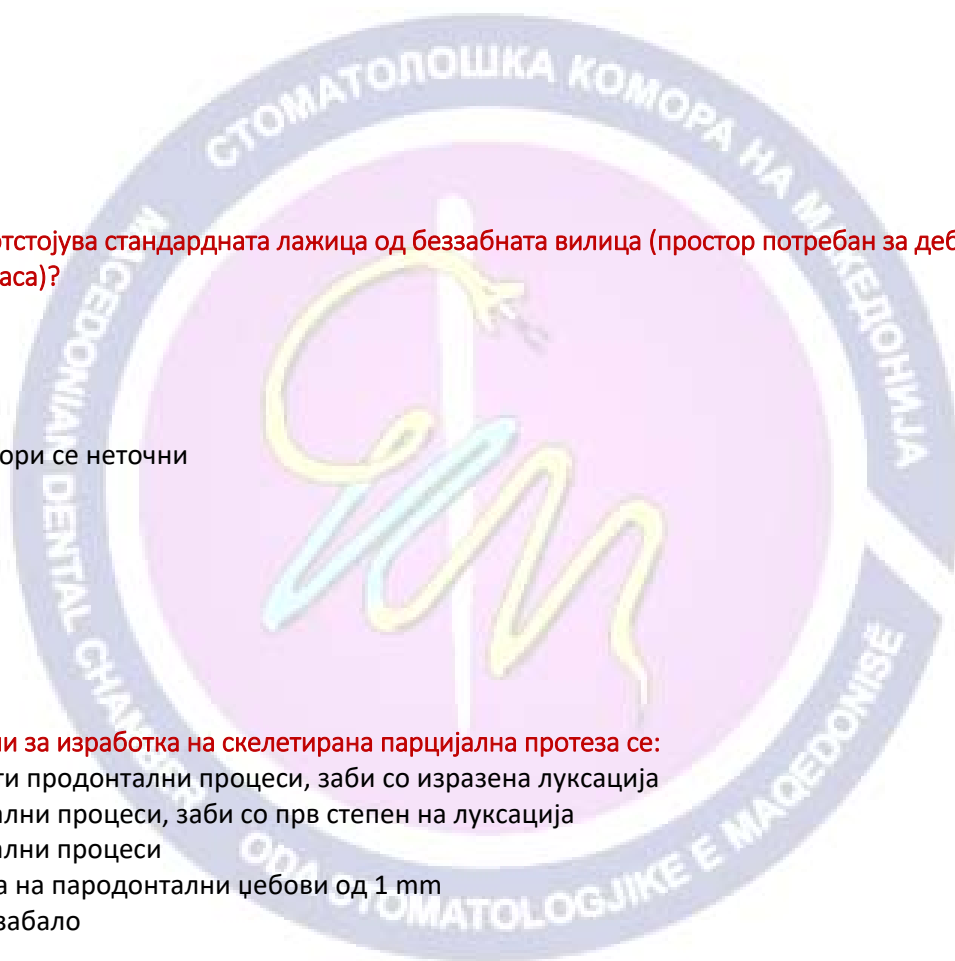 СТОМАТОЛОШКА КОМОРА НА МАКЕДОНИЈА
MACEDONIAN DENTAL CHAMBER
ODA STOMATOLOGJIKE E MAQEDONISË
отстојува стандардната лажица од беззабната вилица (простор потребан за деб
аса)?
ори се неточни
и за изработка на скелетирана парцијална протеза се:
ти продонтални процеси, заби со изразена луксација
ални процеси, заби со прв степен на луксација
ални процеси
а на пародонтални џебови од 1 mm
забало